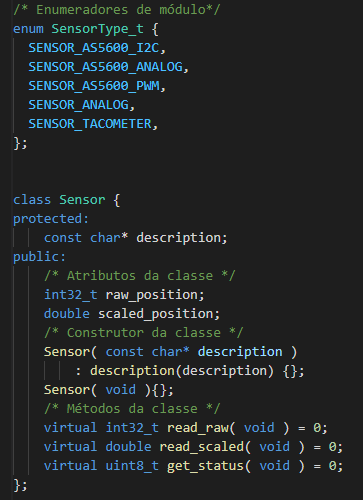 /* Enumeradores de módulo*/
enum SensorType_t {
  SENSOR_AS5600_I2C,
  SENSOR_AS5600_ANALOG,
  SENSOR_AS5600_PWM,
  SENSOR_ANALOG,
  SENSOR_TACOMETER,
};
class Sensor {
protected:
    const char* description;
public:
    /* Atributos da classe */
    int32_t raw_position;
    double scaled_position;
    /* Construtor da classe */
    Sensor( const char* description )
        : description(description) {};
    Sensor( void ){};
    /* Métodos da classe */
    virtual int32_t read_raw( void ) = 0;
    virtual double read_scaled( void ) = 0;
    virtual uint8_t get_status( void ) = 0;
};